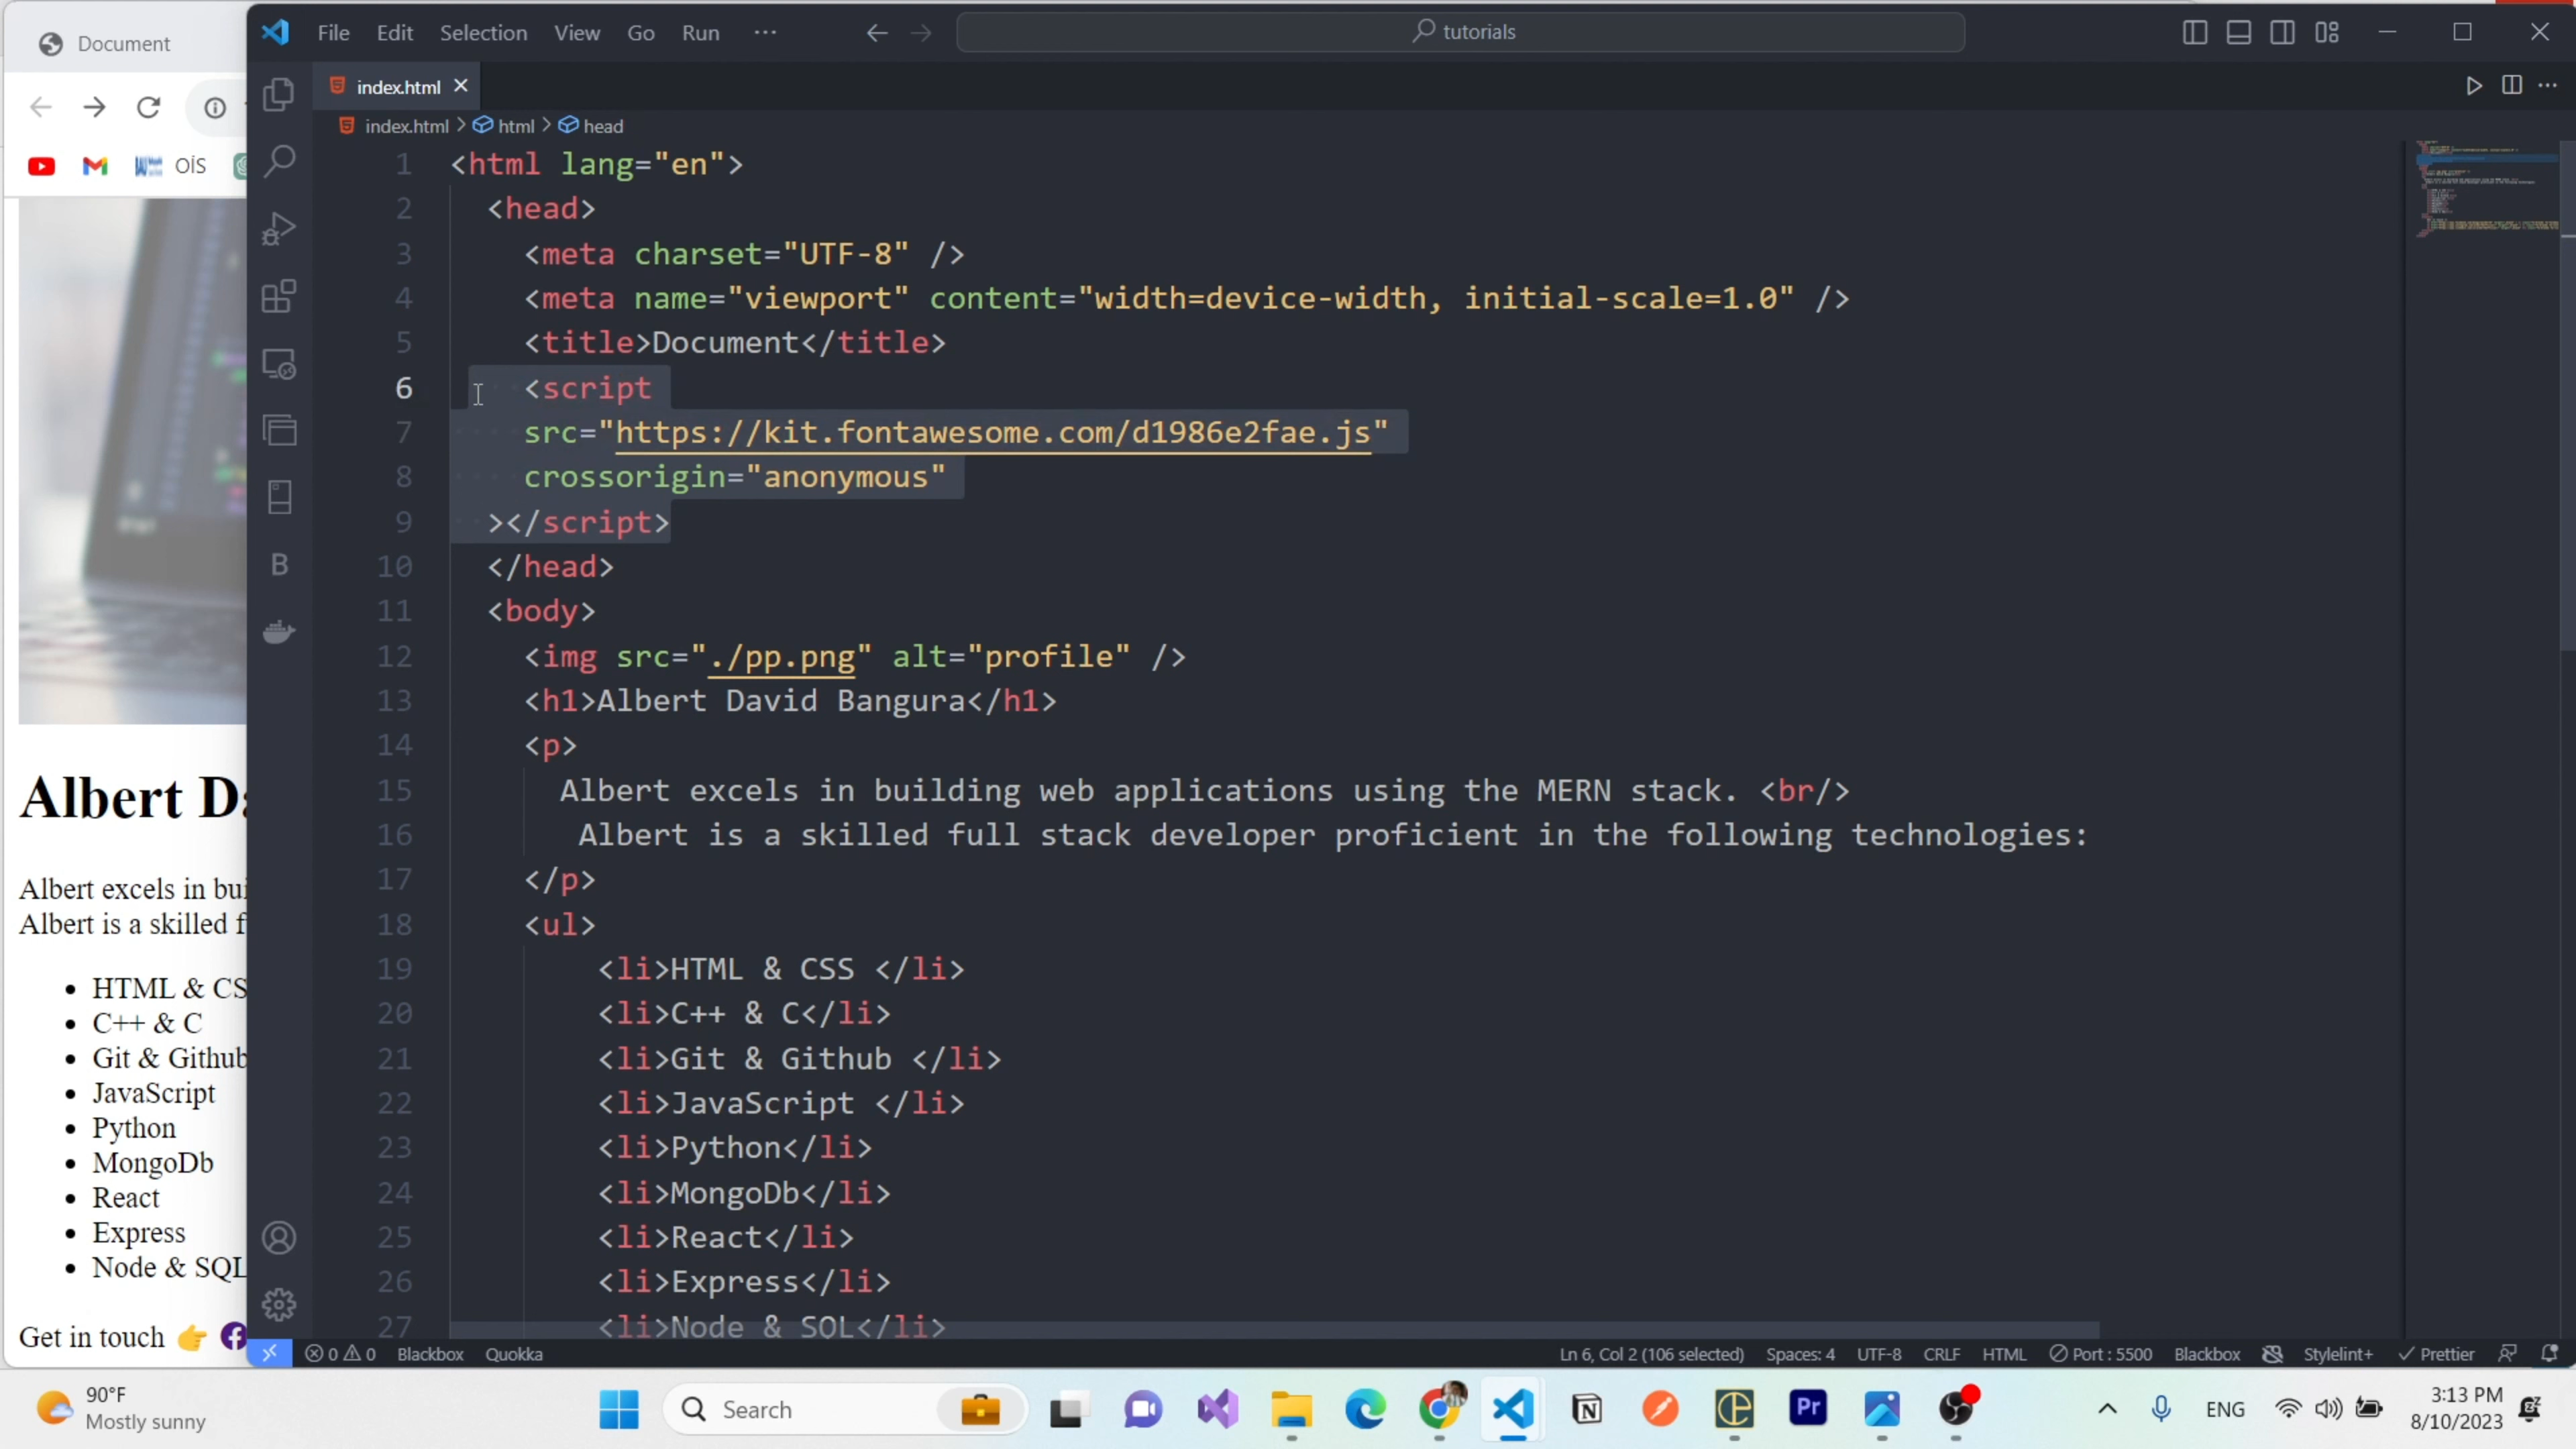 Document
File Edit Selection View Go Run ···
tutorials
index.html
index.html > html > head
OİS
1 <html lang="en">
2 <head>
3 <meta charset="UTF-8" />
4 <meta name="viewport" content="width=device-width, initial-scale=1.0" />
5 <title>Document</title>
6 <script
7 src="https://kit.fontawesome.com/d1986e2fae.js"
8 crossorigin="anonymous"
9 ></script>
10 </head>
11 <body>
12 <img src="./pp.png" alt="profile" />
13 <h1>Albert David Bangura</h1>
14 <p>
15 Albert excels in building web applications using the MERN stack. <br/>
16 Albert is a skilled full stack developer proficient in the following technologies:
17 </p>
18 <ul>
19 <li>HTML & CSS </li>
20 <li>C++ & C</li>
21 <li>Git & Github </li>
22 <li>JavaScript </li>
23 <li>Python</li>
24 <li>MongoDb</li>
25 <li>React</li>
26 <li>Express</li>
27 <li>Node & SQL</li>
B
Albert Da
Albert excels in bui
Albert is a skilled f
• HTML & CS
• C++ & C
• Git & Github
• JavaScript
• Python
• MongoDb
• React
• Express
• Node & SQL
Get in touch 👉
0 0 Blackbox Quokka
Ln 6, Col 2 (106 selected) Spaces: 4 UTF-8 CRLF HTML Port : 5500 Blackbox Stylelint+ Prettier
90°F
Mostly sunny
Search
Pr
ENG
3:13 PM
8/10/2023